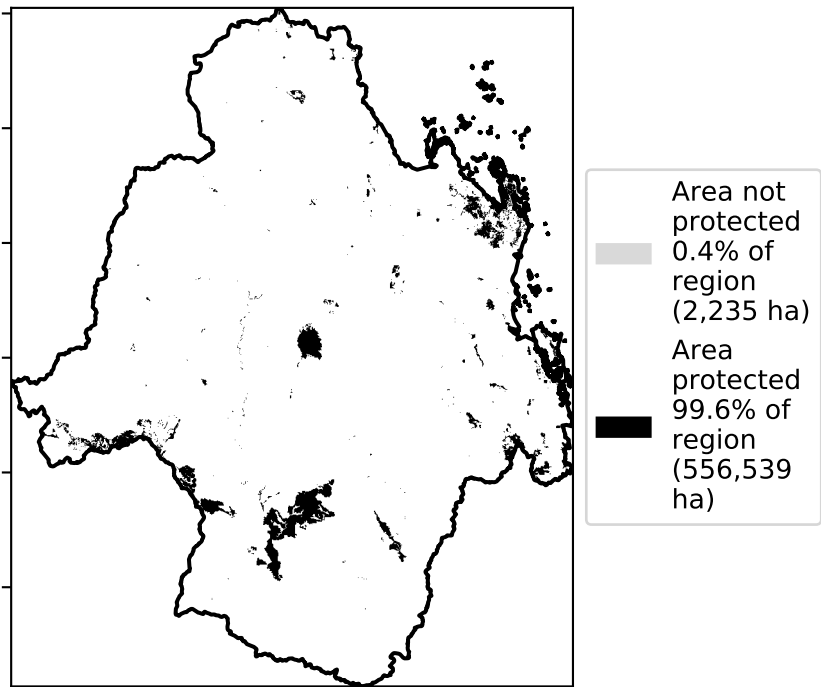 Area not
protected
0.4% of
region
(2,235 ha)
Area
protected
99.6% of
region
(556,539
ha)